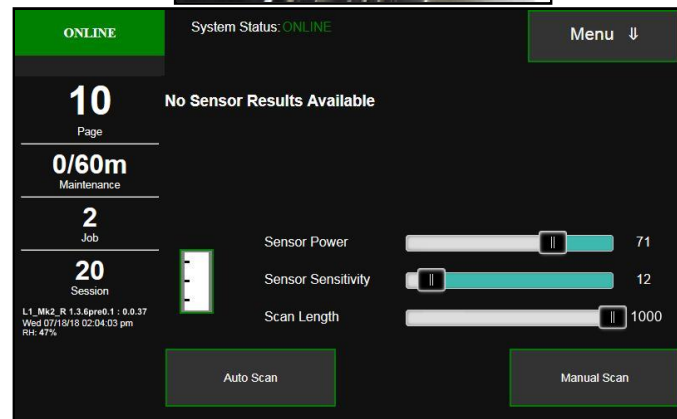 ONLINE
System Status: ONLINE
Menu ⇓
10
Page
No Sensor Results Available
0/60m
Maintenance
2
Job
20
Session
L1_Mk2_R 1.3.6pre0.1 : 0.0.37
Wed 07/18/18 02:04:03 pm
RH: 47%
Sensor Power 71
Sensor Sensitivity 12
Scan Length 1000
Auto Scan
Manual Scan